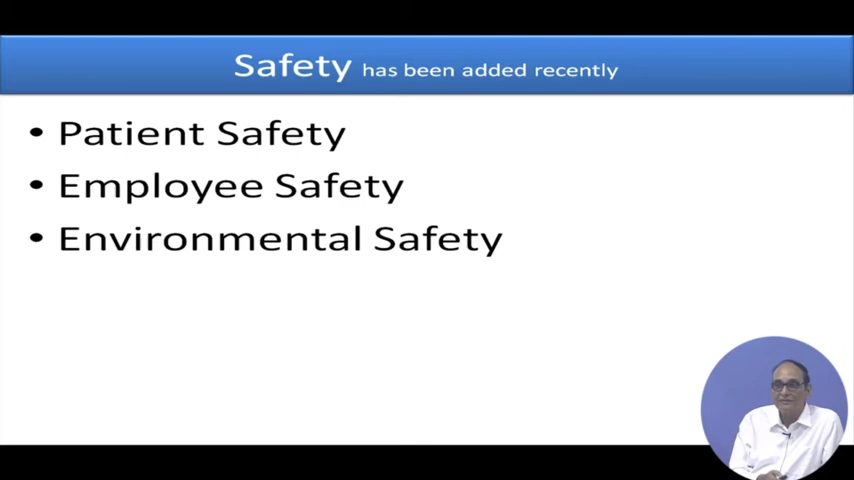 Safety has been added recently
• Patient Safety
• Employee Safety
• Environmental Safety